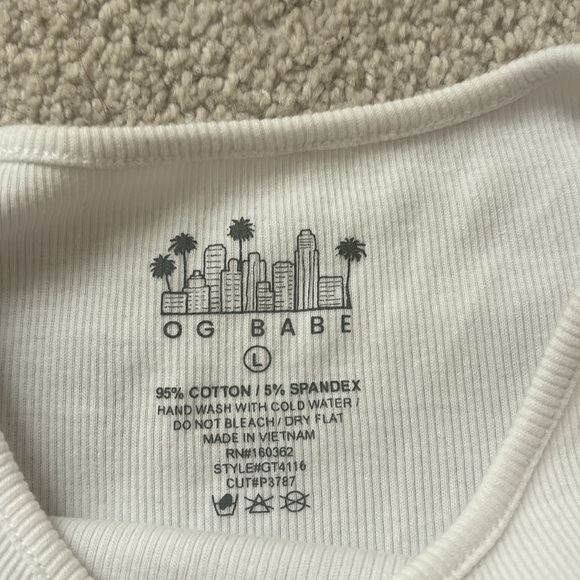 OG BABE
L
95% COTTON / 5% SPANDEX
HAND WASH WITH COLD WATER /
DO NOT BLEACH / DRY FLAT
MADE IN VIETNAM
RN#160362
STYLE#GT4116
CUT#P3787